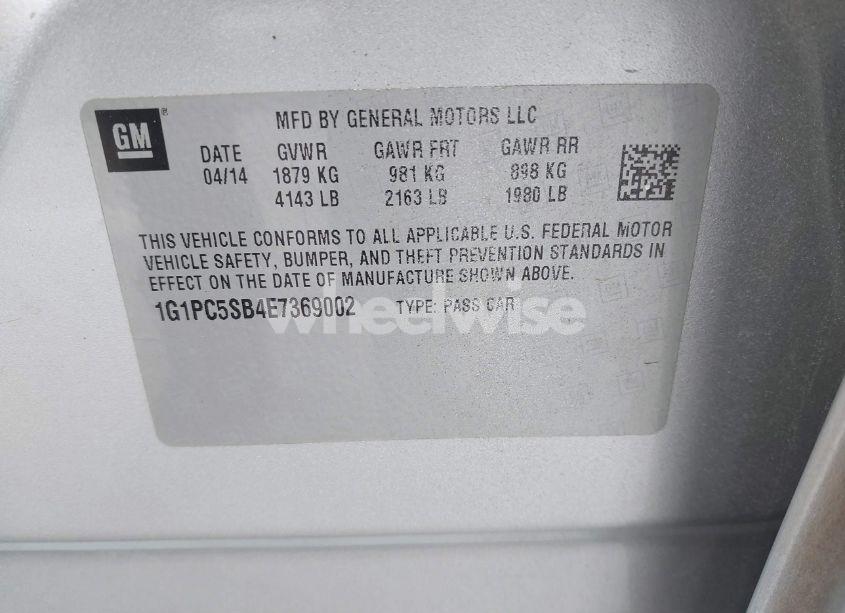 GM
MFD BY GENERAL MOTORS LLC
DATE GVWR GAWR FRT GAWR RR
04/14 1879 KG 981 KG 898 KG
4143 LB 2163 LB 1980 LB
THIS VEHICLE CONFORMS TO ALL APPLICABLE U.S. FEDERAL MOTOR
VEHICLE SAFETY, BUMPER, AND THEFT PREVENTION STANDARDS IN
EFFECT ON THE DATE OF MANUFACTURE SHOWN ABOVE.
1G1PC5SB4E7369002 TYPE: PASS CAR
wheelwise